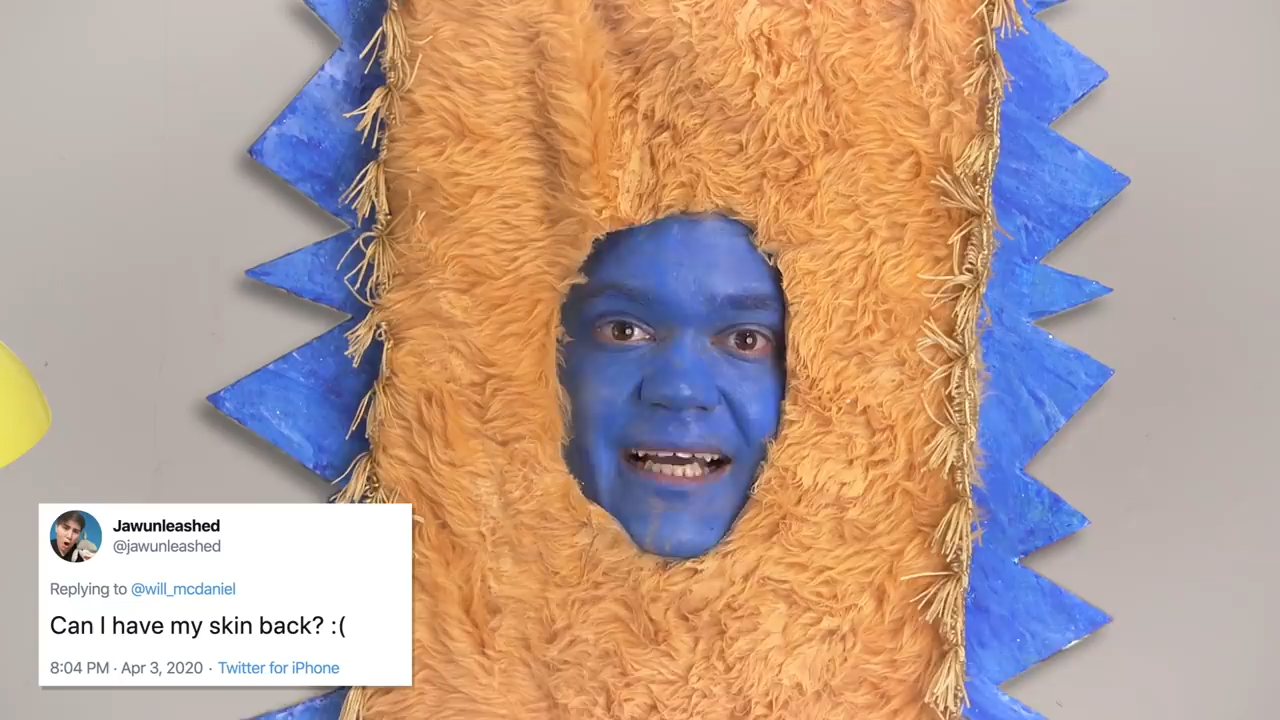 Jawunleashed
@jawunleashed
Replying to @will_mcdaniel
Can I have my skin back? :(
8:04 PM · Apr 3, 2020 · Twitter for iPhone